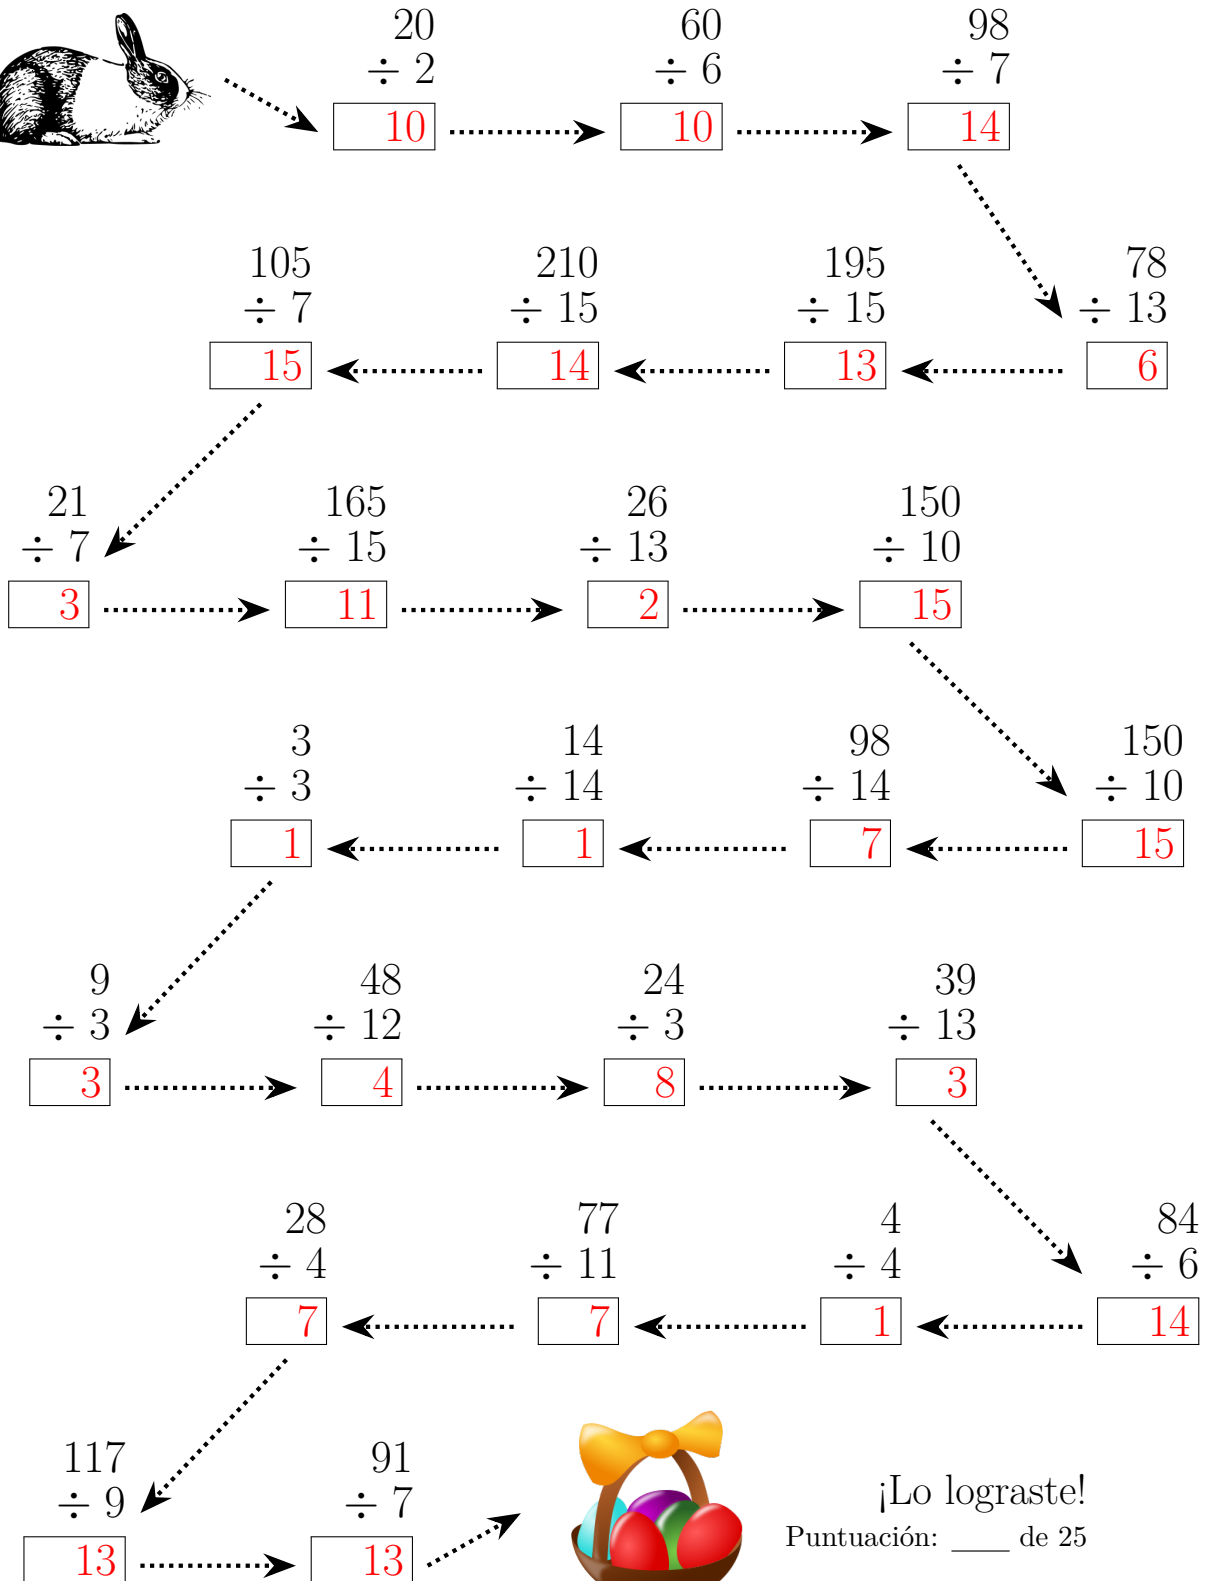 20 60 98
÷ 2 ÷ 6 ÷ 7
10 10 14
105 210 195 78
÷ 7 ÷ 15 ÷ 15 ÷ 13
15 14 13 6
21 165 26 150
÷ 7 ÷ 15 ÷ 13 ÷ 10
3 11 2 15
3 14 98 150
÷ 3 ÷ 14 ÷ 14 ÷ 10
1 1 7 15
9 48 24 39
÷ 3 ÷ 12 ÷ 3 ÷ 13
3 4 8 3
28 77 4 84
÷ 4 ÷ 11 ÷ 4 ÷ 6
7 7 1 14
117 91
÷ 9 ÷ 7
13 13
¡Lo lograste!
Puntuación: ____ de 25